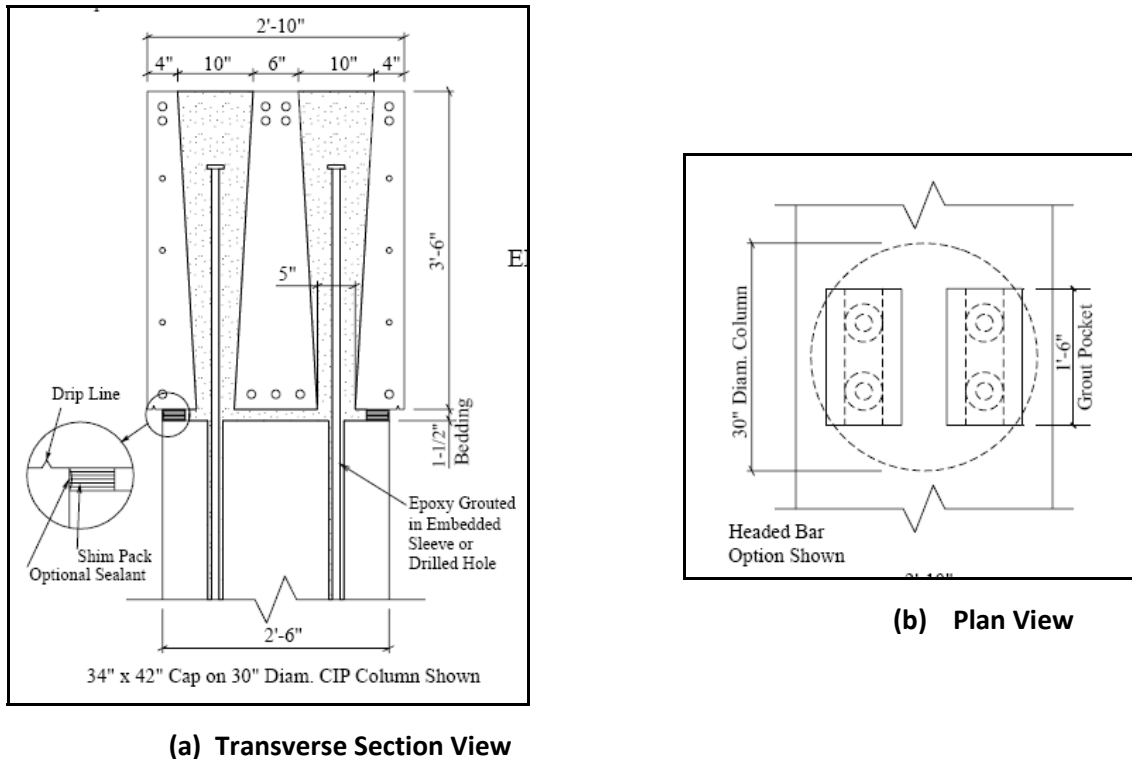 2'-10"
4" 10" 6" 10" 4"
3'-6"
5"
Drip Line
1-1/2"
Bedding
Epoxy Grouted
in Embedded
Sleeve or
Drilled Hole
Shim Pack
Optional Sealant
2'-6"
34" x 42" Cap on 30" Diam. CIP Column Shown
(a) Transverse Section View
30" Diam. Column
1'-6"
Grout Pocket
Headed Bar
Option Shown
(b) Plan View